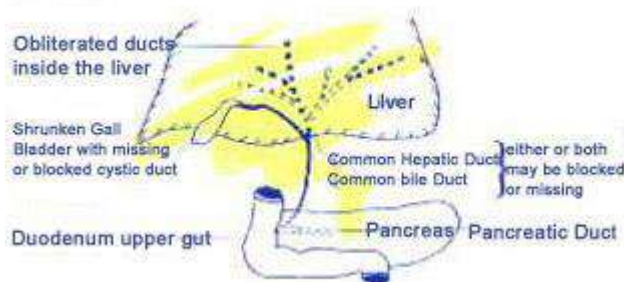 Obliterated ducts
inside the liver
Liver
Shrunken Gall
Bladder with missing
or blocked cystic duct
Common Hepatic Duct
Common bile Duct
either or both
may be blocked
or missing
Duodenum upper gut
Pancreas
Pancreatic Duct